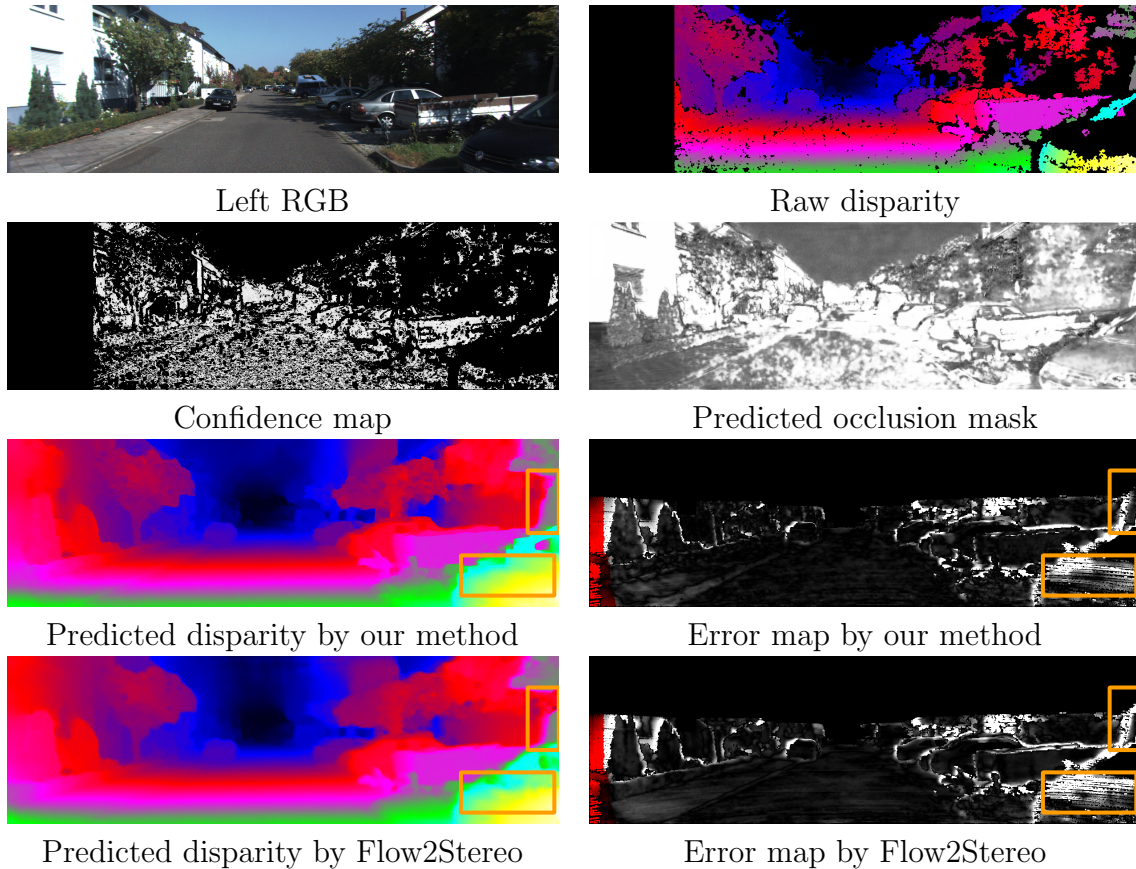 Left RGB
Raw disparity
Confidence map
Predicted occlusion mask
Predicted disparity by our method
Error map by our method
Predicted disparity by Flow2Stereo
Error map by Flow2Stereo